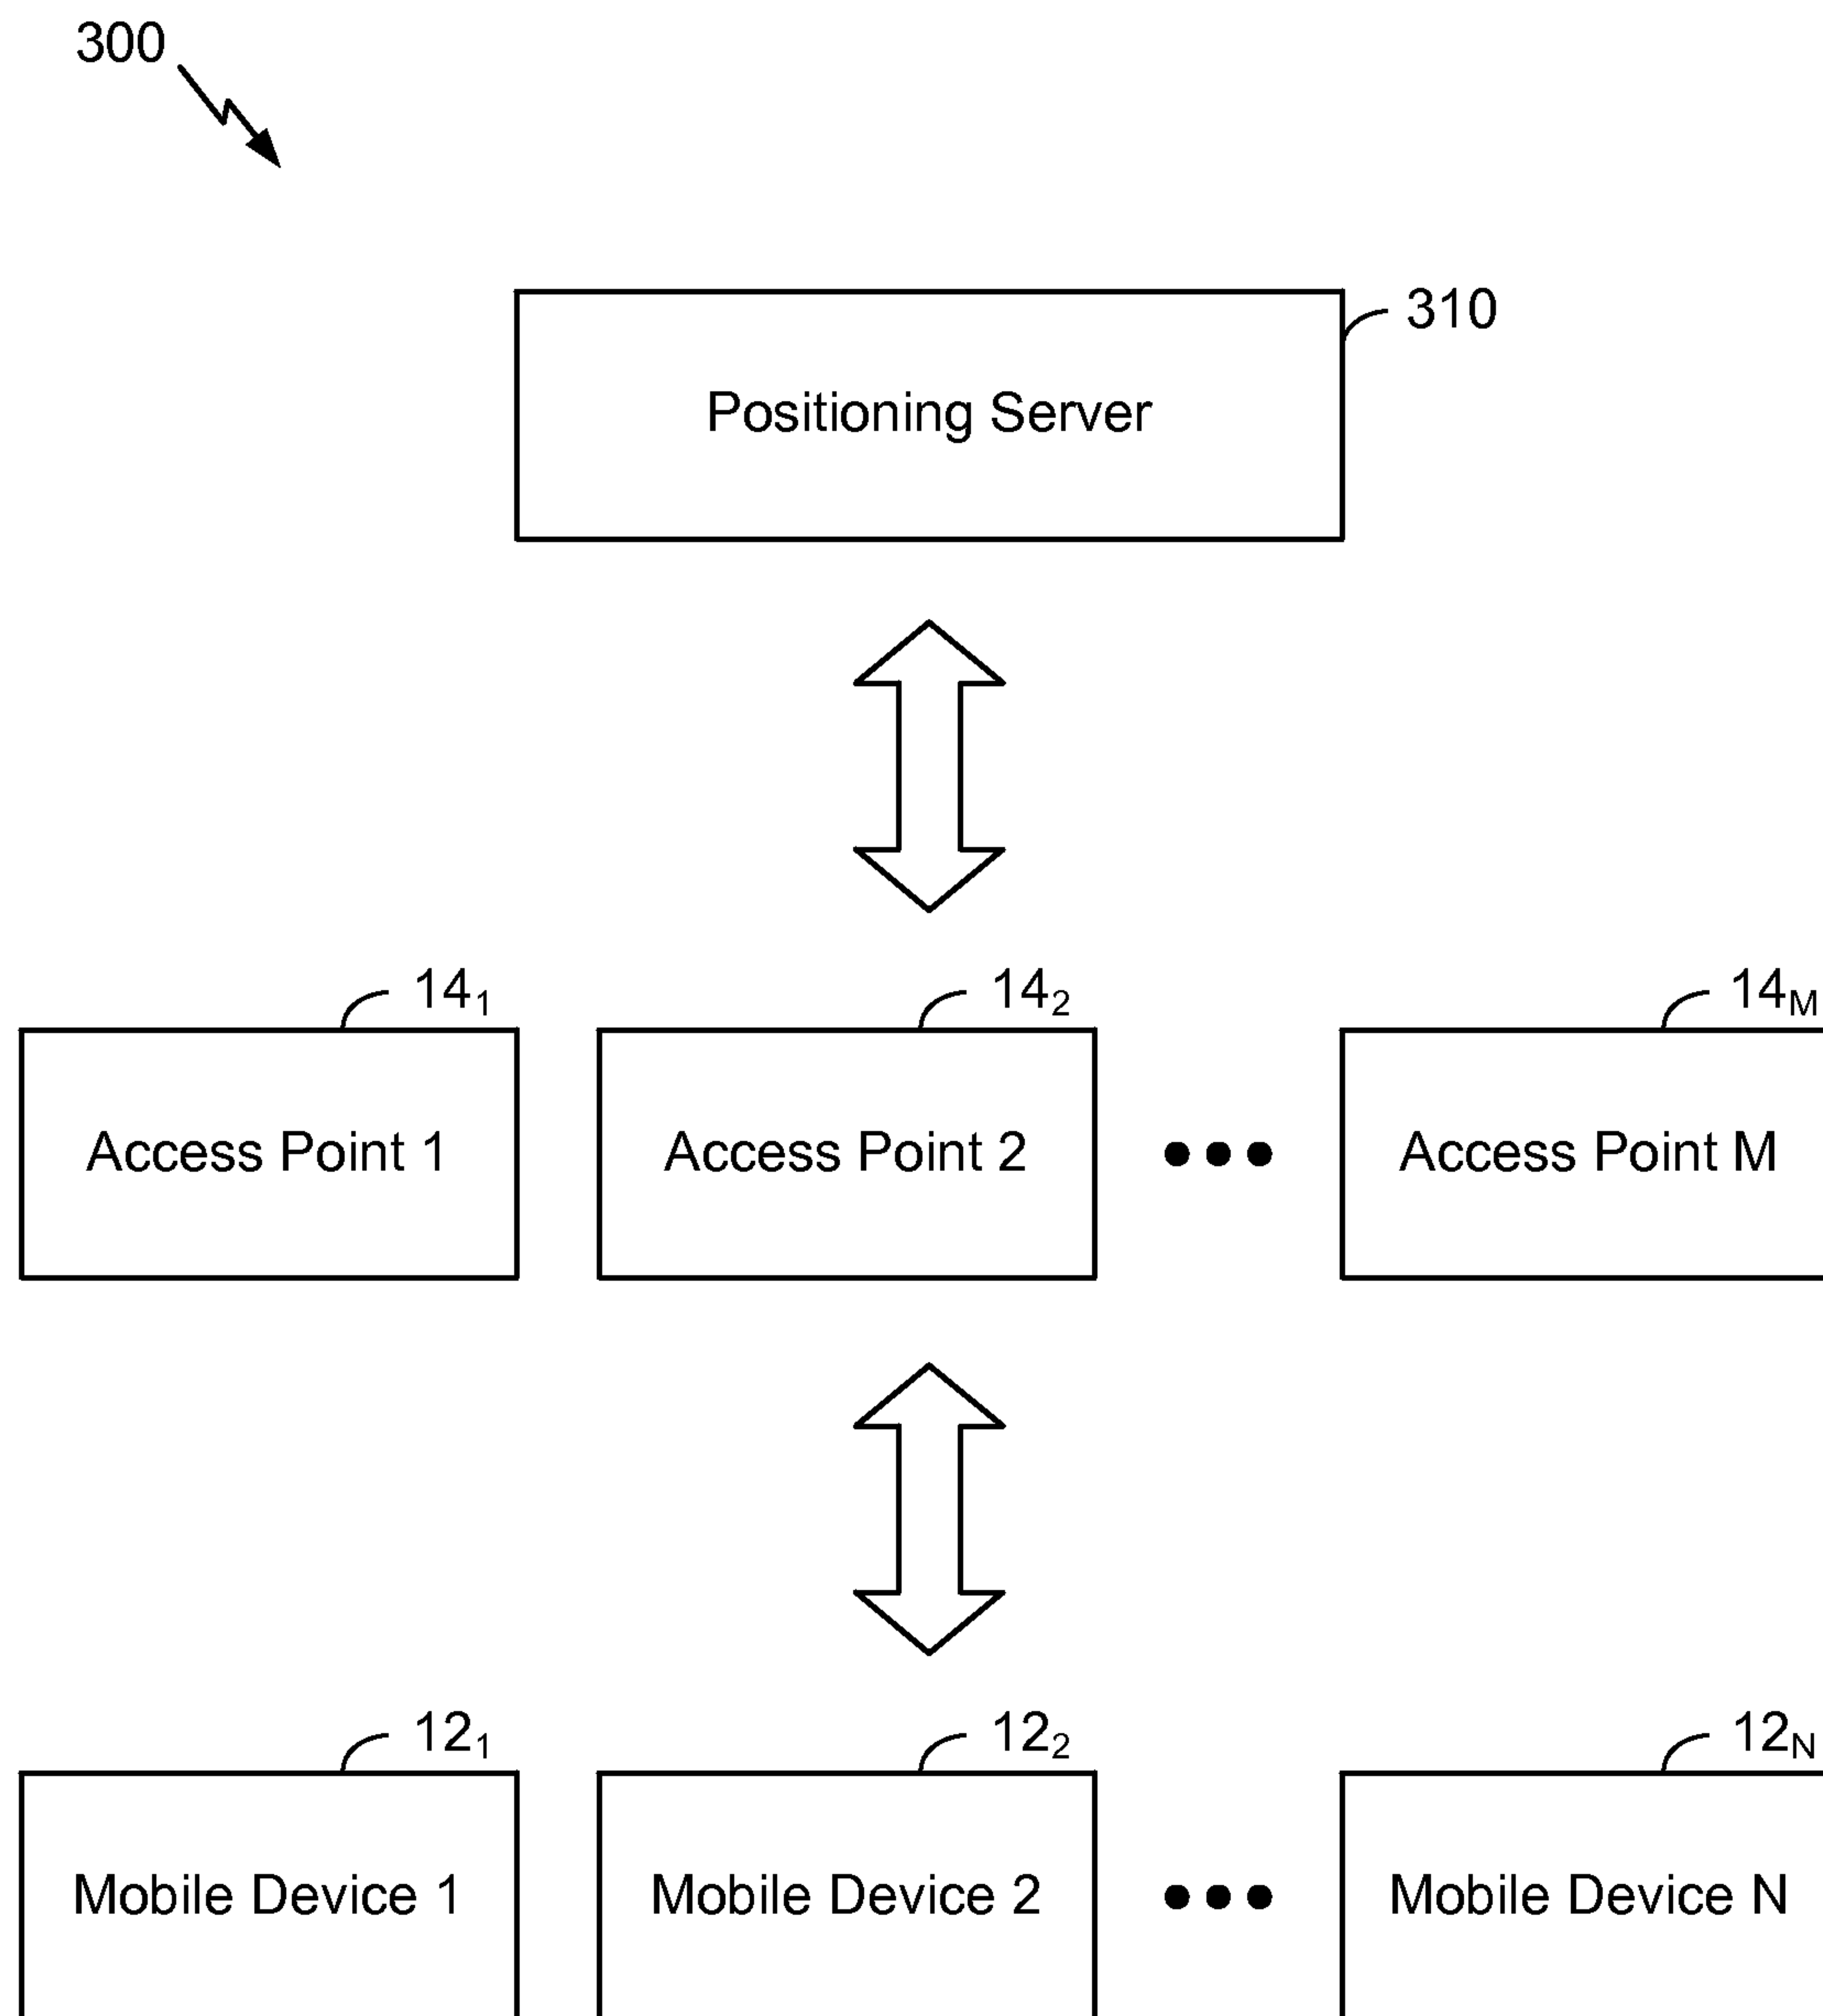 300
310
Positioning Server
14₁ 14₂ 14M
Access Point 1 Access Point 2 ●●● Access Point M
12₁ 12₂ 12N
Mobile Device 1 Mobile Device 2 ●●● Mobile Device N